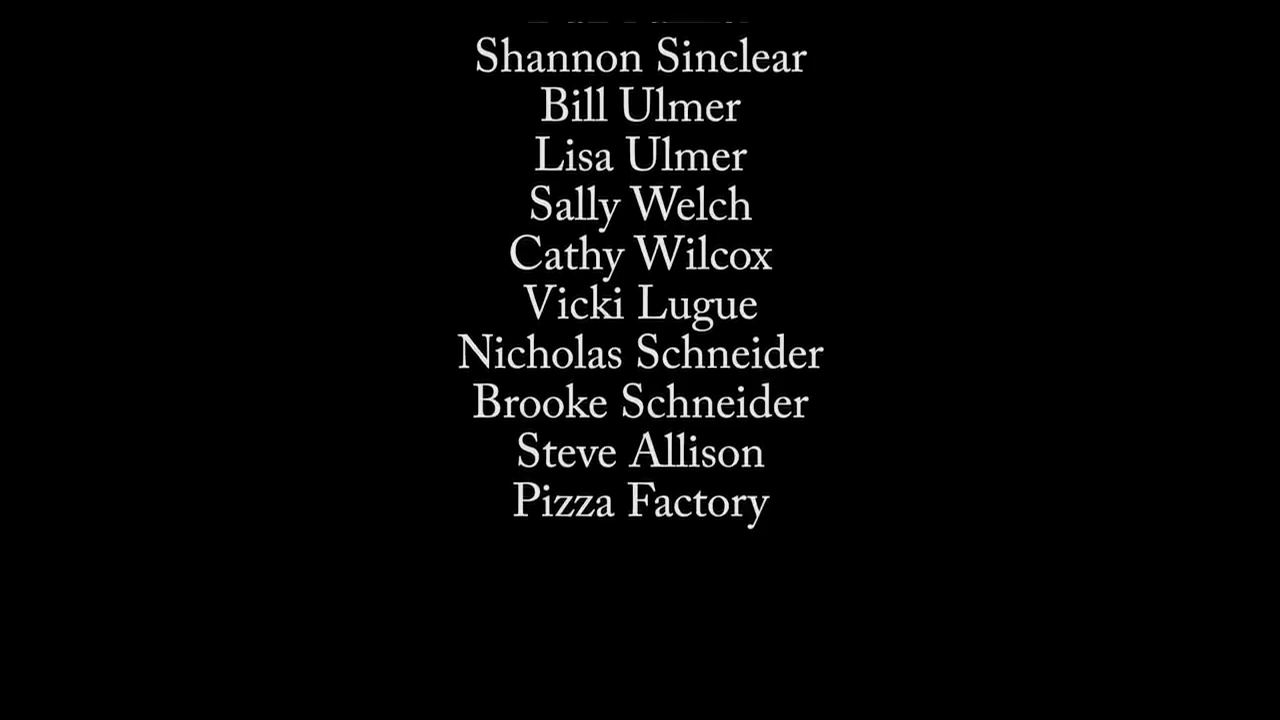 Shannon Sinclear
Bill Ulmer
Lisa Ulmer
Sally Welch
Cathy Wilcox
Vicki Lugue
Nicholas Schneider
Brooke Schneider
Steve Allison
Pizza Factory